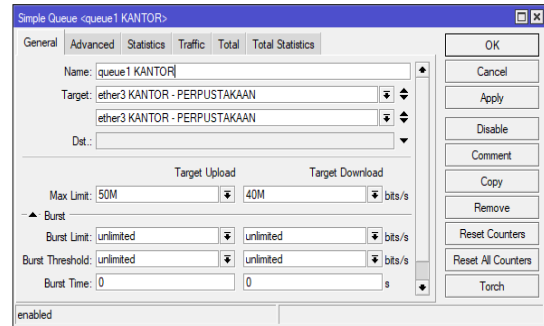 Simple Queue <queue1 KANTOR>
General Advanced Statistics Traffic Total Total Statistics
Name: queue1 KANTOR
Target: ether3 KANTOR - PERPUSTAKAAN
ether3 KANTOR - PERPUSTAKAAN
Dst.:
Target Upload Target Download
Max Limit: 50M 40M bits/s
Burst
Burst Limit: unlimited unlimited bits/s
Burst Threshold: unlimited unlimited bits/s
Burst Time: 0 0 s
enabled
OK
Cancel
Apply
Disable
Comment
Copy
Remove
Reset Counters
Reset All Counters
Torch